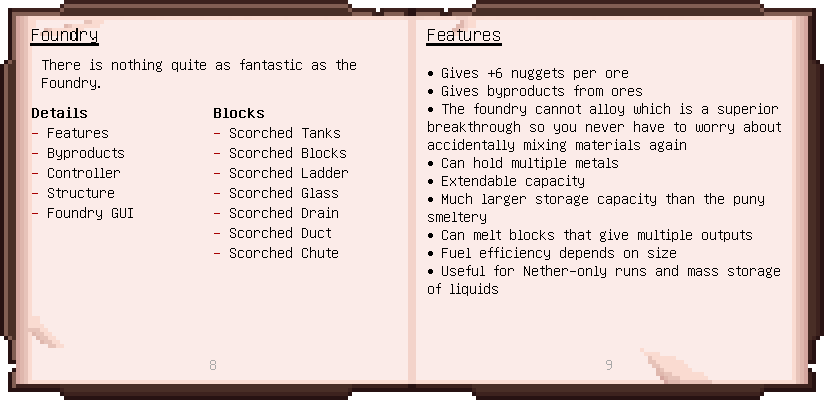 Foundry
There is nothing quite as fantastic as the
Foundry.
Details
- Features
- Byproducts
- Controller
- Structure
- Foundry GUI
Blocks
- Scorched Tanks
- Scorched Blocks
- Scorched Ladder
- Scorched Glass
- Scorched Drain
- Scorched Duct
- Scorched Chute
8
Features
• Gives +6 nuggets per ore
• Gives byproducts from ores
• The foundry cannot alloy which is a superior
breakthrough so you never have to worry about
accidentally mixing materials again
• Can hold multiple metals
• Extendable capacity
• Much larger storage capacity than the puny
smeltery
• Can melt blocks that give multiple outputs
• Fuel efficiency depends on size
• Useful for Nether-only runs and mass storage
of liquids
9